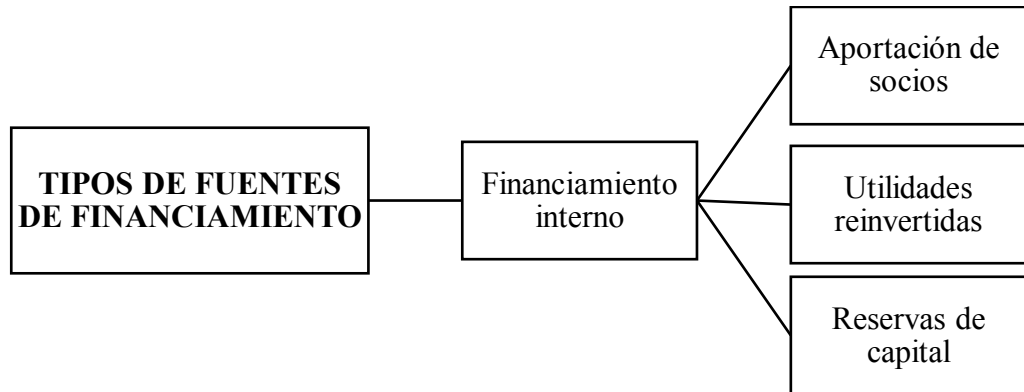 TIPOS DE FUENTES
DE FINANCIAMIENTO
Financiamiento
interno
Aportación de
socios
Utilidades
reinvertidas
Reservas de
capital